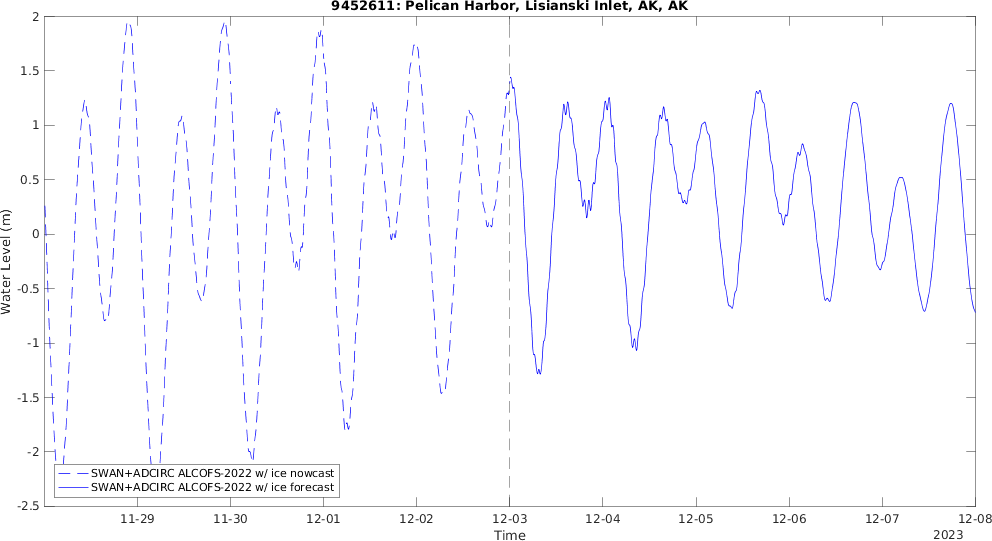 9452611: Pelican Harbor, Lisianski Inlet, AK, AK
Water Level (m)
2
1.5
1
0.5
0
-0.5
-1
-1.5
-2
-2.5
SWAN+ADCIRC ALCOFS-2022 w/ ice nowcast
SWAN+ADCIRC ALCOFS-2022 w/ ice forecast
11-29 11-30 12-01 12-02 12-03 12-04 12-05 12-06 12-07 12-08
Time
2023